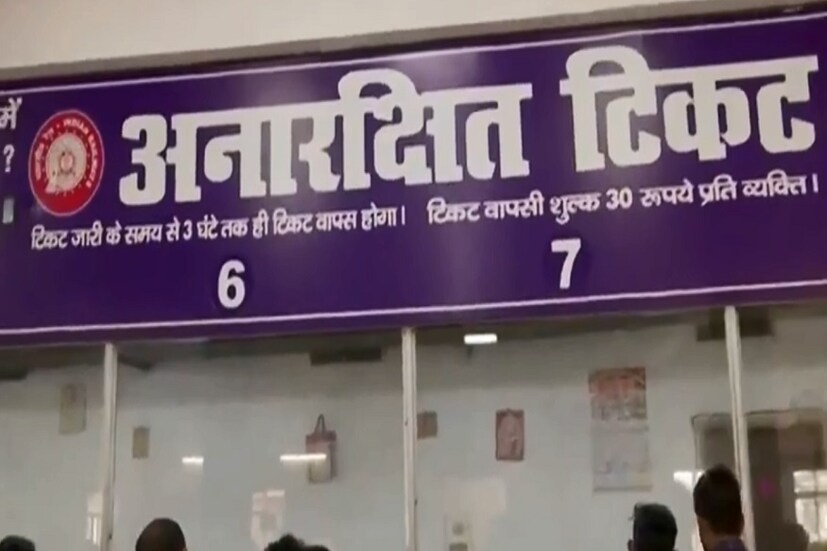 में
?
अनारक्षित टिकट
टिकट जारी के समय से 3 घंटे तक ही टिकट वापस होगा। टिकट वापसी शुल्क 30 रूपये प्रति व्यक्ति।
6 7